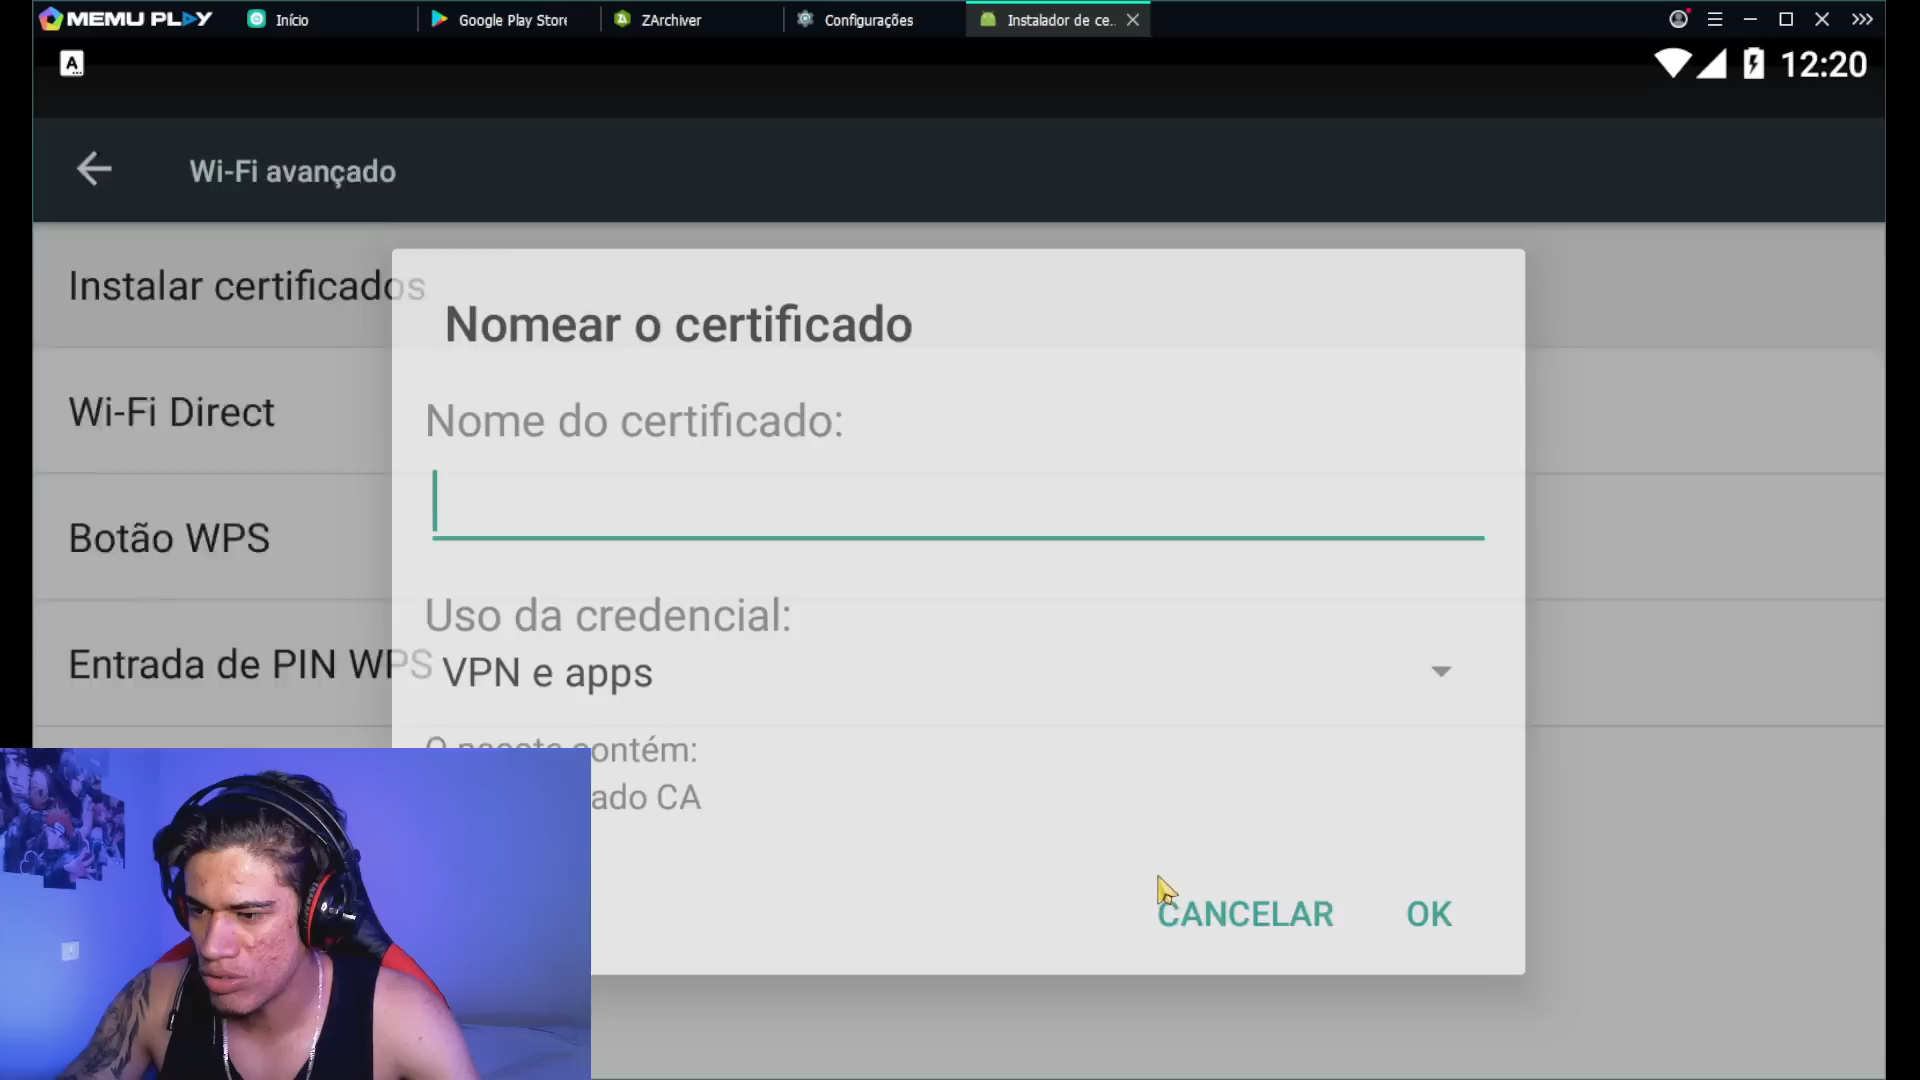 MEMU PLAY
Início
Google Play Store
ZArchiver
Configurações
Instalador de ce..
A
12:20
Wi-Fi avançado
Instalar certificados
Nomear o certificado
Wi-Fi Direct
Nome do certificado:
Botão WPS
Uso da credencial:
Entrada de PIN WPS
VPN e apps
contém:
CA
CANCELAR
OK